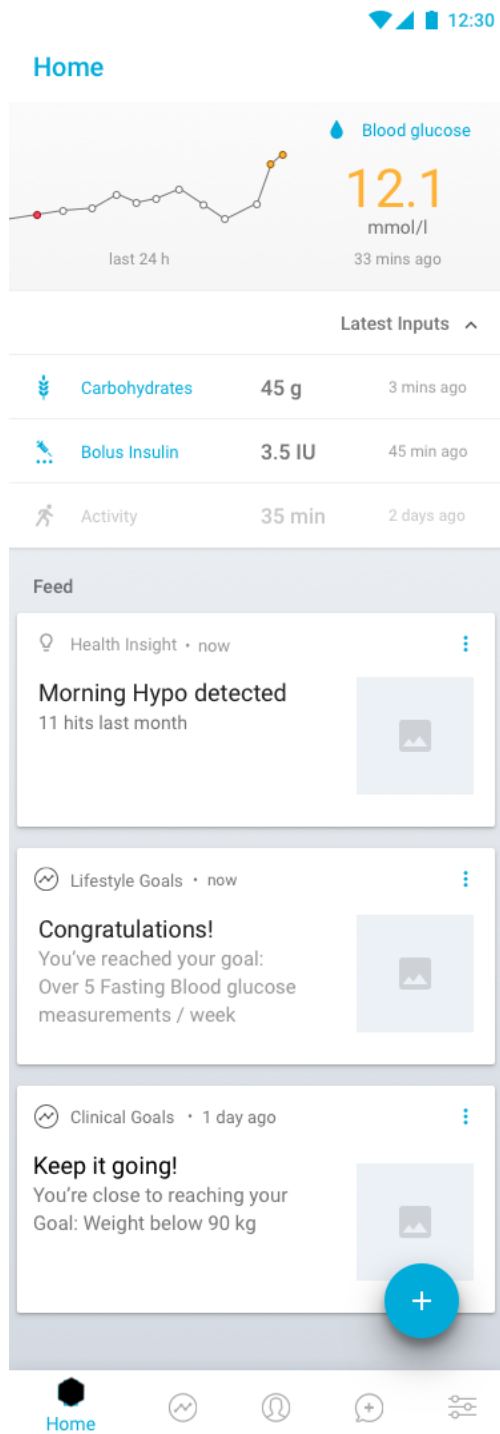 12:30
Home
Blood glucose
12.1
mmol/l
last 24 h
33 mins ago
Latest Inputs
Carbohydrates 45 g 3 mins ago
Bolus Insulin 3.5 IU 45 min ago
Activity 35 min 2 days ago
Feed
Health Insight • now
Morning Hypo detected
11 hits last month
Lifestyle Goals • now
Congratulations!
You've reached your goal:
Over 5 Fasting Blood glucose
measurements / week
Clinical Goals • 1 day ago
Keep it going!
You're close to reaching your
Goal: Weight below 90 kg
Home